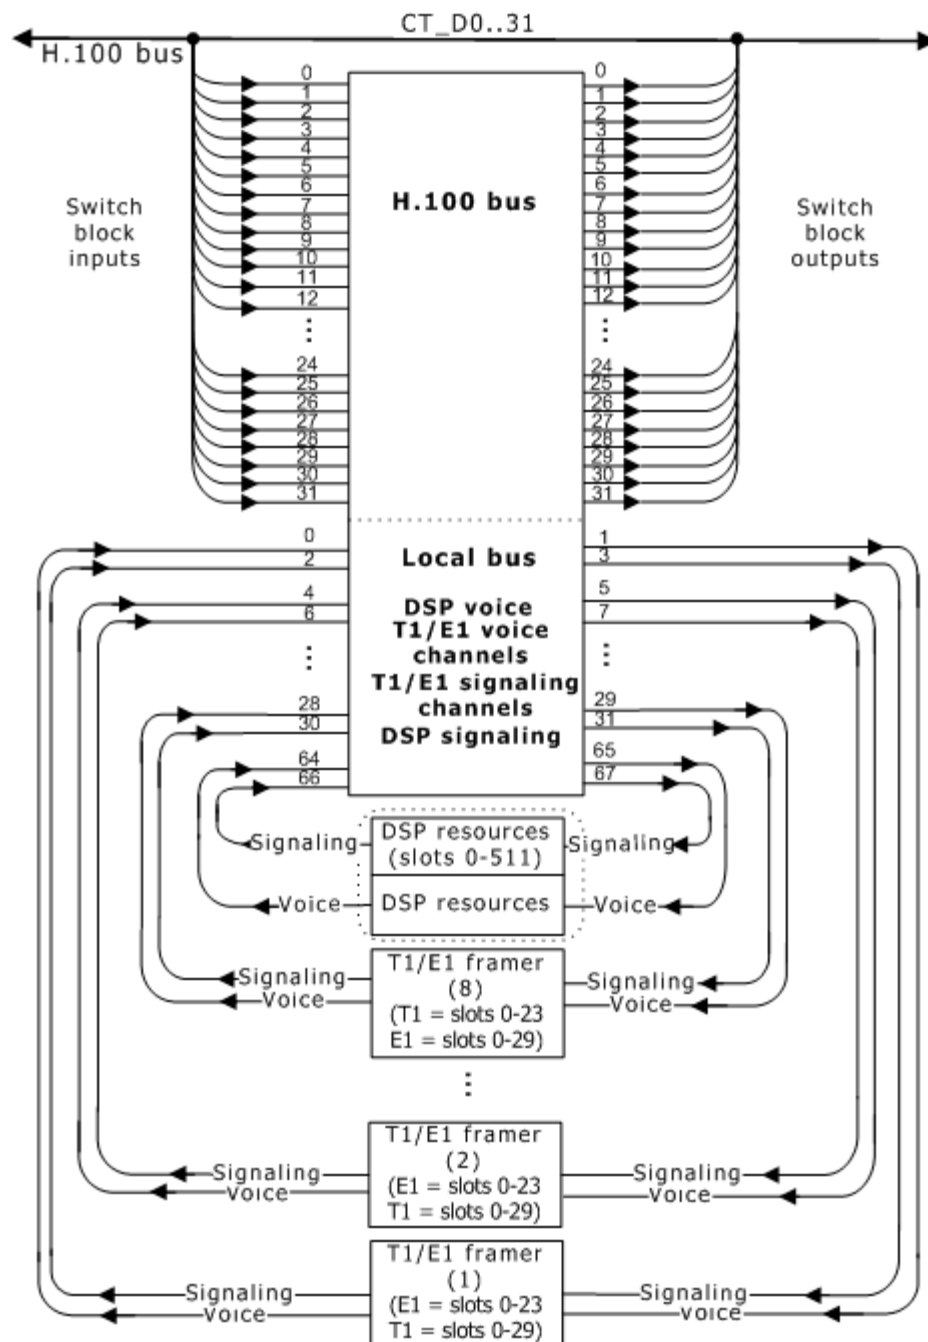 CT_D0..31
H.100 bus
0
1
2
3
4
5
6
7
8
9
10
11
12
24
25
26
27
28
29
30
31
Switch
block
inputs
H.100 bus
0
1
2
3
4
5
6
7
8
9
10
11
12
24
25
26
27
28
29
30
31
Switch
block
outputs
0
2
4
6
28
30
64
66
Local bus
DSP voice
T1/E1 voice
channels
T1/E1 signaling
channels
DSP signaling
1
3
5
7
29
31
65
67
Signaling
DSP resources
(slots 0-511)
Signaling
Voice
DSP resources
Voice
Signaling
Voice
T1/E1 framer
(8)
(T1 = slots 0-23
E1 = slots 0-29)
Signaling
Voice
Signaling
Voice
T1/E1 framer
(2)
(E1 = slots 0-23
T1 = slots 0-29)
Signaling
Voice
Signaling
Voice
T1/E1 framer
(1)
(E1 = slots 0-23
T1 = slots 0-29)
Signaling
Voice